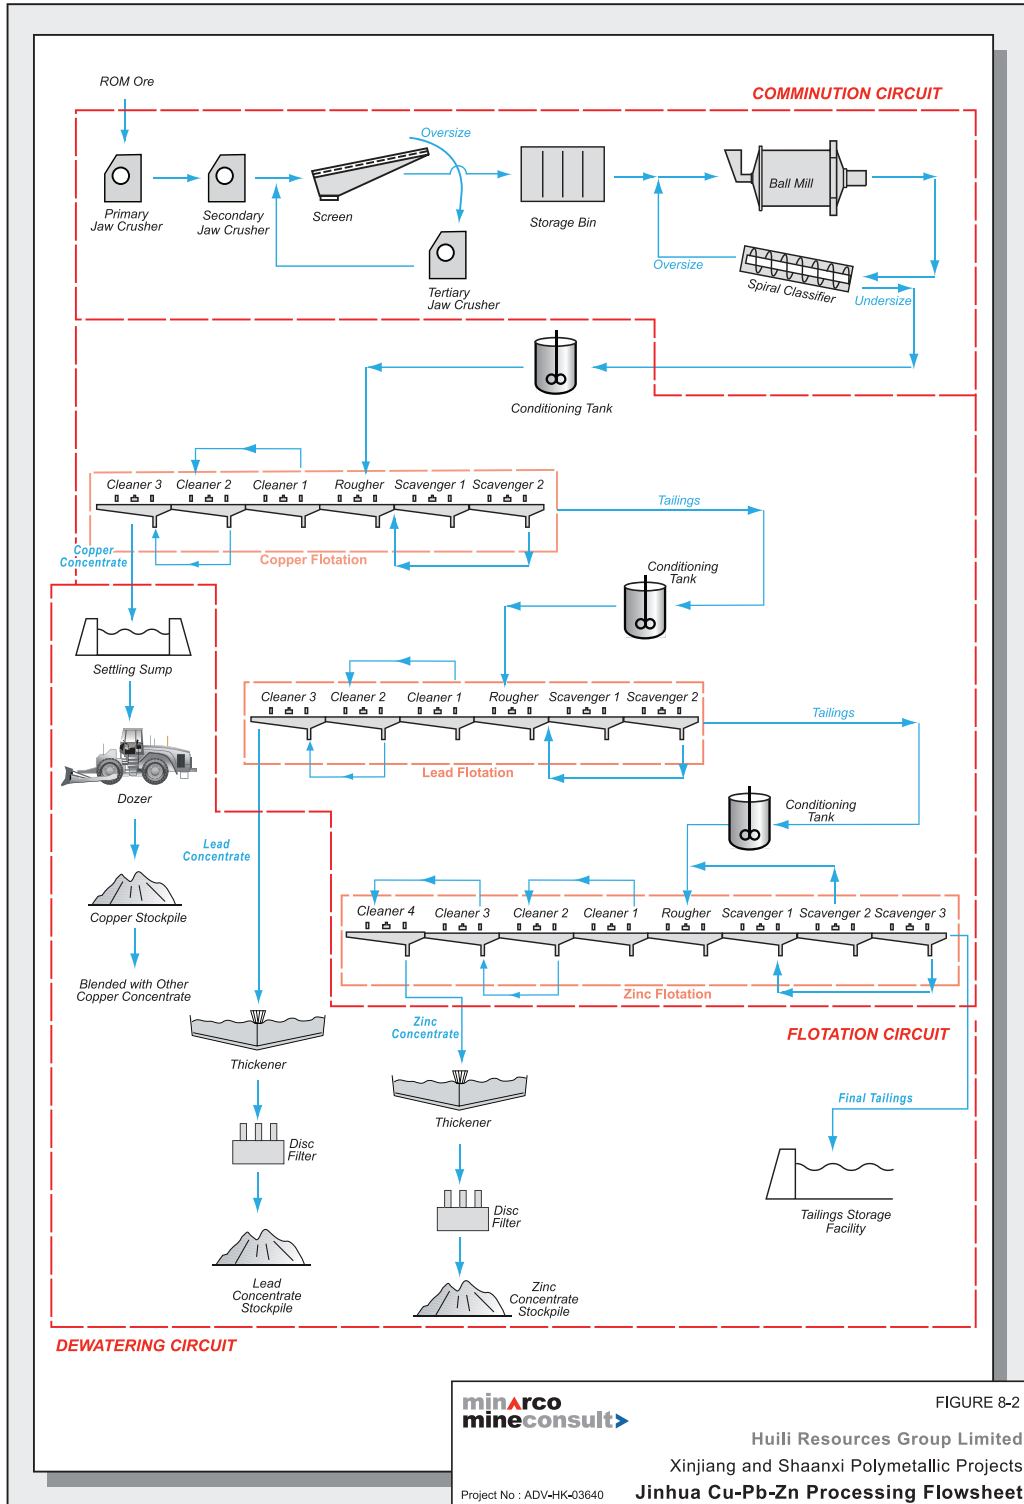 ROM Ore
COMMINUTION CIRCUIT
Oversize
Primary
Jaw Crusher
Secondary
Jaw Crusher
Screen
Storage Bin
Ball Mill
Tertiary
Jaw Crusher
Oversize
Spiral Classifier
Undersize
Conditioning Tank
Cleaner 3
Cleaner 2
Cleaner 1
Rougher
Scavenger 1
Scavenger 2
Tailings
Copper
Concentrate
Copper Flotation
Conditioning
Tank
Settling Sump
Cleaner 3
Cleaner 2
Cleaner 1
Rougher
Scavenger 1
Scavenger 2
Tailings
Lead Flotation
Dozer
Conditioning
Tank
Lead
Concentrate
Copper Stockpile
Cleaner 4
Cleaner 3
Cleaner 2
Cleaner 1
Rougher
Scavenger 1
Scavenger 2
Scavenger 3
Blended with Other
Copper Concentrate
Zinc Flotation
Zinc
Concentrate
FLOTATION CIRCUIT
Thickener
Thickener
Final Tailings
Disc
Filter
Disc
Filter
Tailings Storage
Facility
Lead
Concentrate
Stockpile
Zinc
Concentrate
Stockpile
DEWATERING CIRCUIT
minarco
mineconsult
FIGURE 8-2
Huili Resources Group Limited
Xinjiang and Shaanxi Polymetallic Projects
Project No : ADV-HK-03640
Jinhua Cu-Pb-Zn Processing Flowsheet